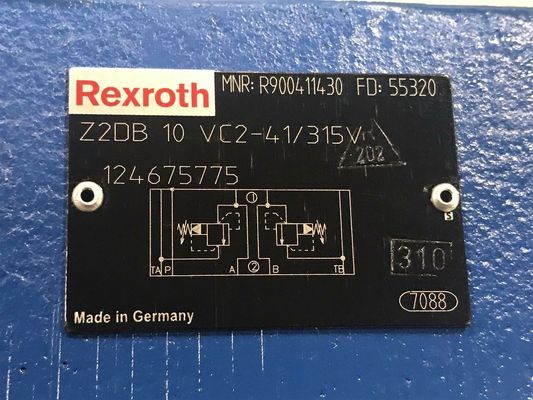 Rexroth
MNR: R900411430 FD: 55320
Z2DB 10 VC2-41/315V
202
124675775
1
S
310
TA P A 2 B TB
7088
Made in Germany